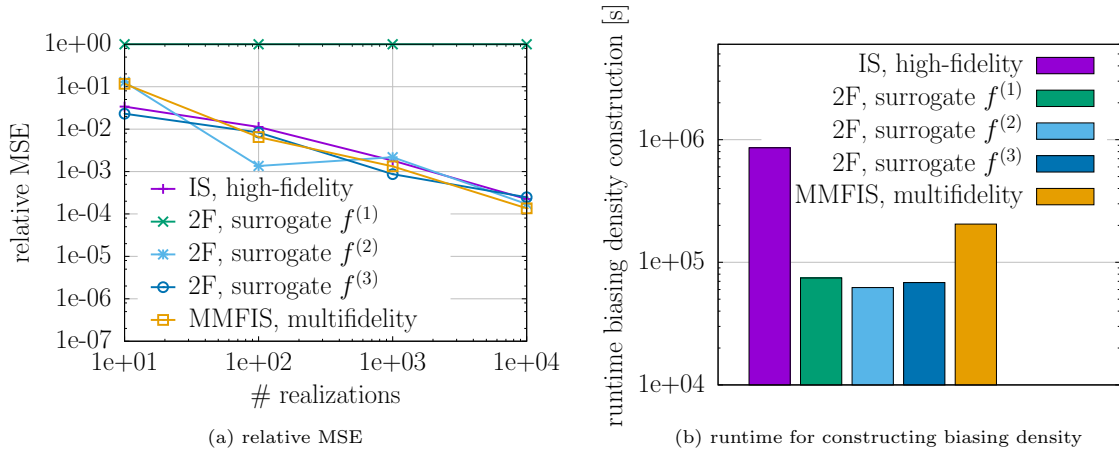 relative MSE
1e+00
1e-01
1e-02
1e-03
1e-04
1e-05
1e-06
1e-07
1e+01
1e+02
1e+03
1e+04
# realizations
IS, high-fidelity
2F, surrogate f⁽¹⁾
2F, surrogate f⁽²⁾
2F, surrogate f⁽³⁾
MMFIS, multifidelity
(a) relative MSE
runtime biasing density construction [s]
1e+06
1e+05
1e+04
IS, high-fidelity
2F, surrogate f⁽¹⁾
2F, surrogate f⁽²⁾
2F, surrogate f⁽³⁾
MMFIS, multifidelity
(b) runtime for constructing biasing density